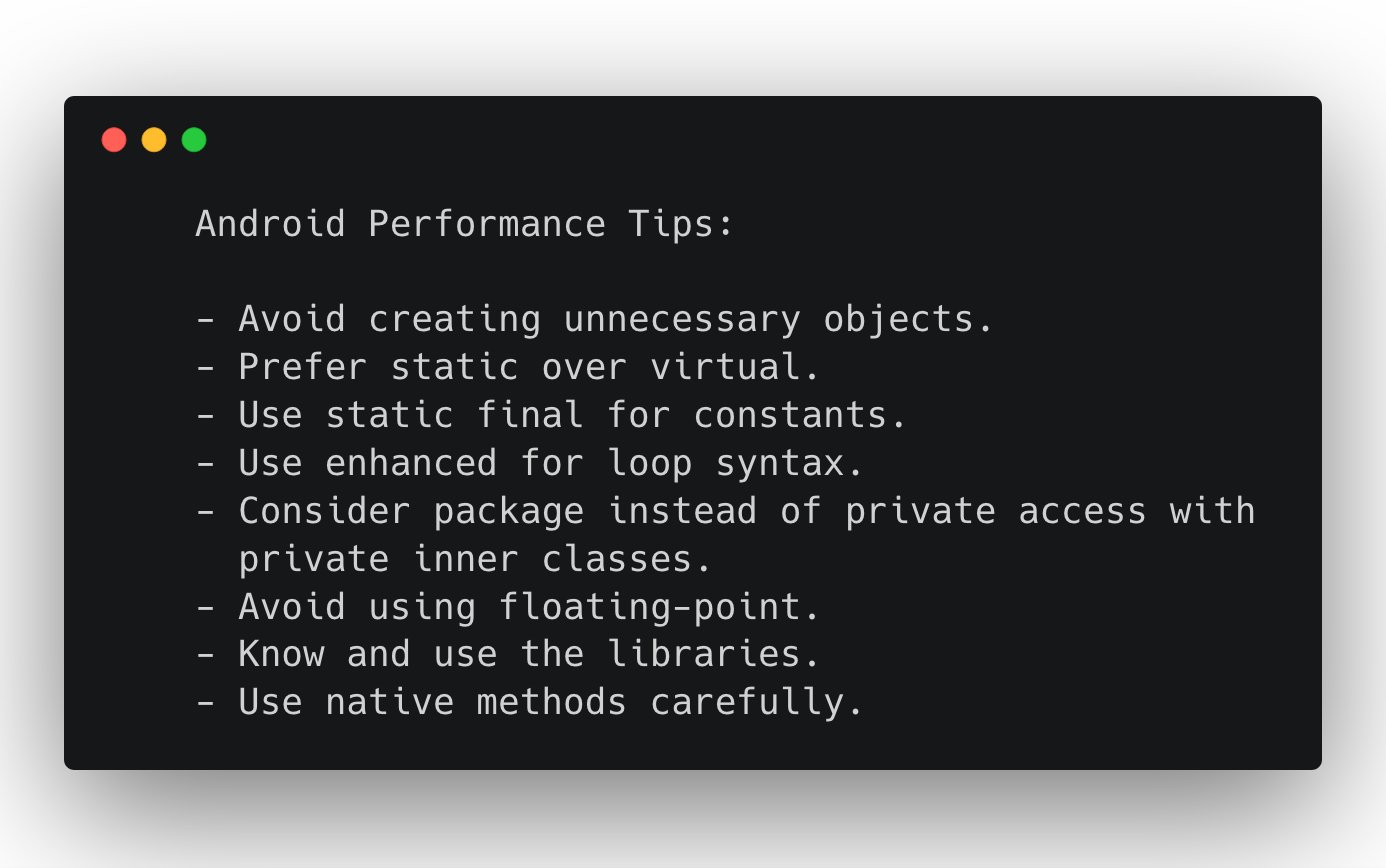 Android Performance Tips:
- Avoid creating unnecessary objects.
- Prefer static over virtual.
- Use static final for constants.
- Use enhanced for loop syntax.
- Consider package instead of private access with
private inner classes.
- Avoid using floating-point.
- Know and use the libraries.
- Use native methods carefully.